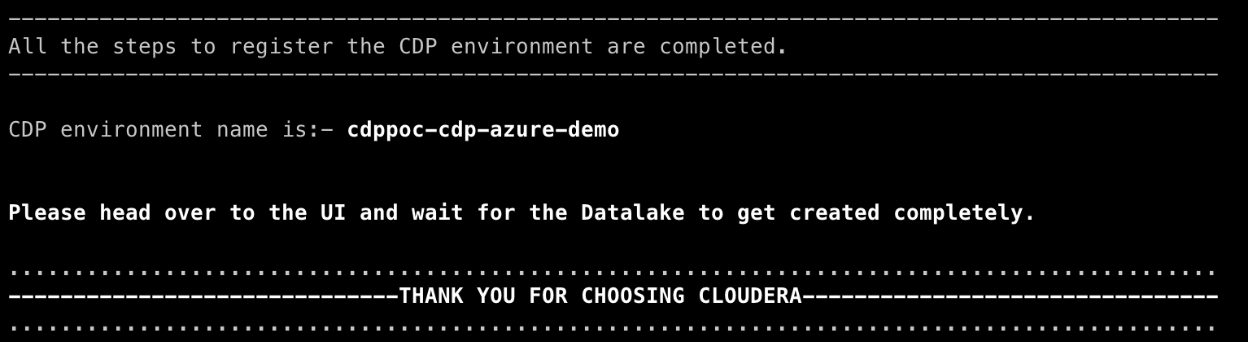 --------------------------------------------------------------------------------------------
All the steps to register the CDP environment are completed.
--------------------------------------------------------------------------------------------
CDP environment name is:- cdppoc-cdp-azure-demo
Please head over to the UI and wait for the Datalake to get created completely.
.............................................................................................
------------------------------THANK YOU FOR CHOOSING CLOUDERA--------------------------------
.............................................................................................